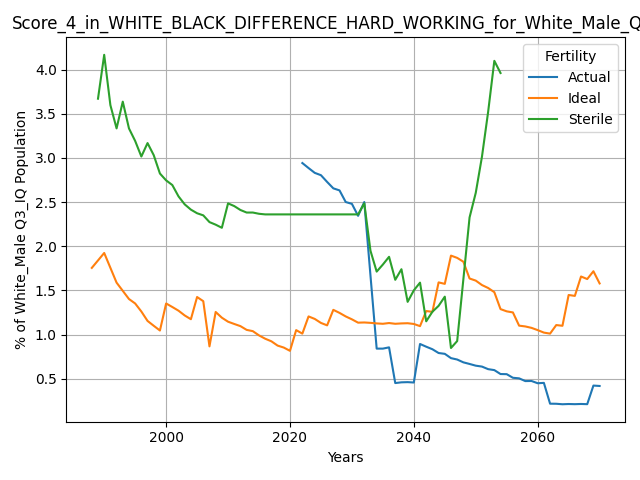 Score_4_in_WHITE_BLACK_DIFFERENCE_HARD_WORKING_for_White_Male_Q
Fertility
Actual
Ideal
Sterile
4.0
3.5
3.0
2.5
2.0
1.5
1.0
0.5
% of White_Male Q3_IQ Population
2000
2020
2040
2060
Years